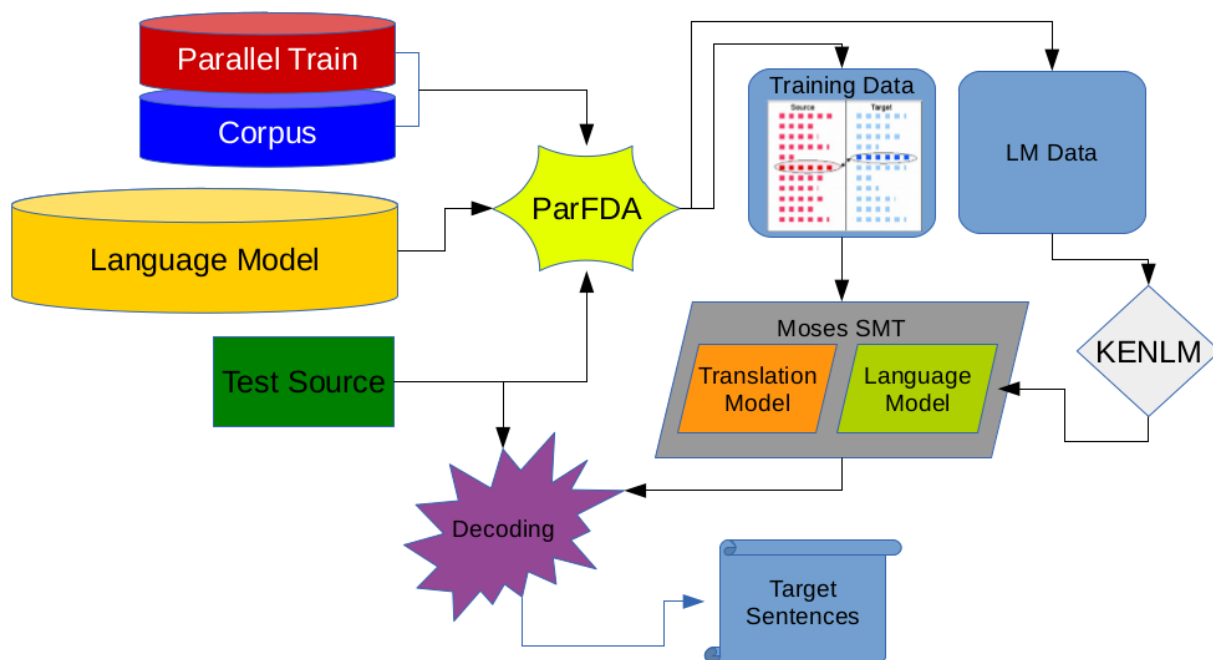 Parallel Train
Corpus
Language Model
Test Source
ParFDA
Training Data
Source
Target
LM Data
Moses SMT
Translation
Model
Language
Model
KENLM
Decoding
Target
Sentences